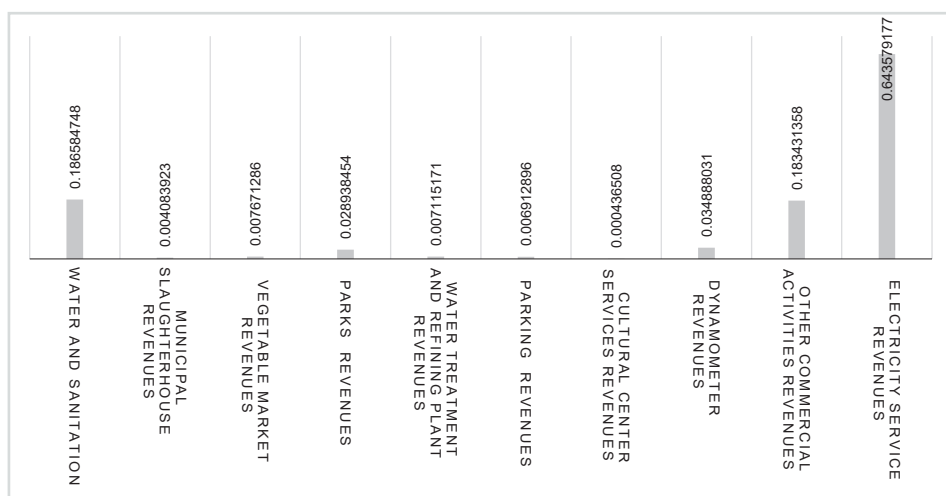 0.186584748
0.004083923
0.007671286
0.028938454
0.007115171
0.006912896
0.000436508
0.034888031
0.183431358
0.643579177
WATER AND SANITATION
MUNICIPAL
SLAUGHTERHOUSE
REVENUES
VEGETABLE MARKET
REVENUES
PARKS REVENUES
WATER TREATMENT
AND REFINING PLANT
REVENUES
PARKING REVENUES
CULTURAL CENTER
SERVICES REVENUES
DYNAMOMETER
REVENUES
OTHER COMMERCIAL
ACTIVITIES REVENUES
ELECTRICITY SERVICE
REVENUES